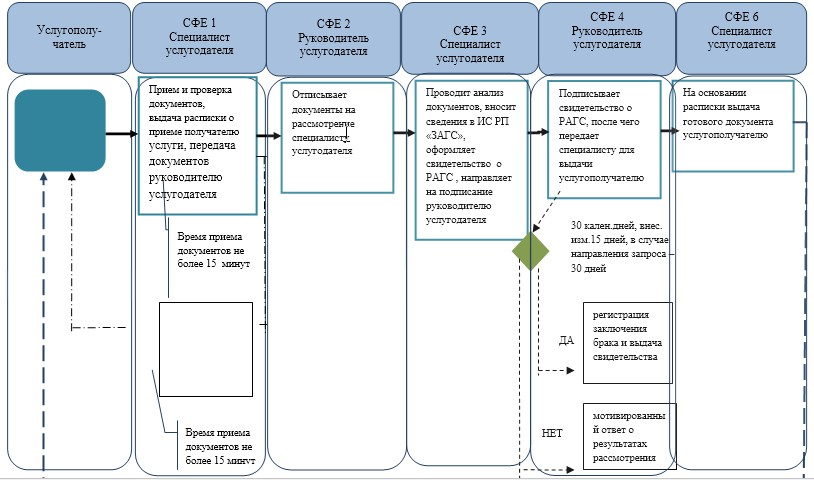 Услугополу-
чатель
СФЕ 1
Специалист
услугодателя
СФЕ 2
Руководитель
услугодателя
СФЕ 3
Специалист
услугодателя
СФЕ 4
Руководитель
услугодателя
СФЕ 6
Специалист
услугодателя
Прием и проверка
документов,
выдача расписки о
приеме получателю
услуги, передача
документов
руководителю
услугодателя
Отписывает
документы на
рассмотрение
специалисту
услугодателя
Проводит анализ
документов, вносит
сведения в ИС РП
«ЗАГС»,
оформляет
свидетельство о
РАГС , направляет
на подписание
руководителю
услугодателя
Подписывает
свидетельство о
РАГС, после чего
передает
специалисту для
выдачи
услугополучателю
На основании
расписки выдача
готового документа
услугополучателю
Время приема
документов не
более 15 минут
30 кален.дней, внес.
изм.15 дней, в случае
направления запроса –
30 дней
ДА
регистрация
заключения
брака и выдача
свидетельства
НЕТ
мотивированны
й ответ о
результатах
рассмотрения
Время приема
документов не
более 15 минут